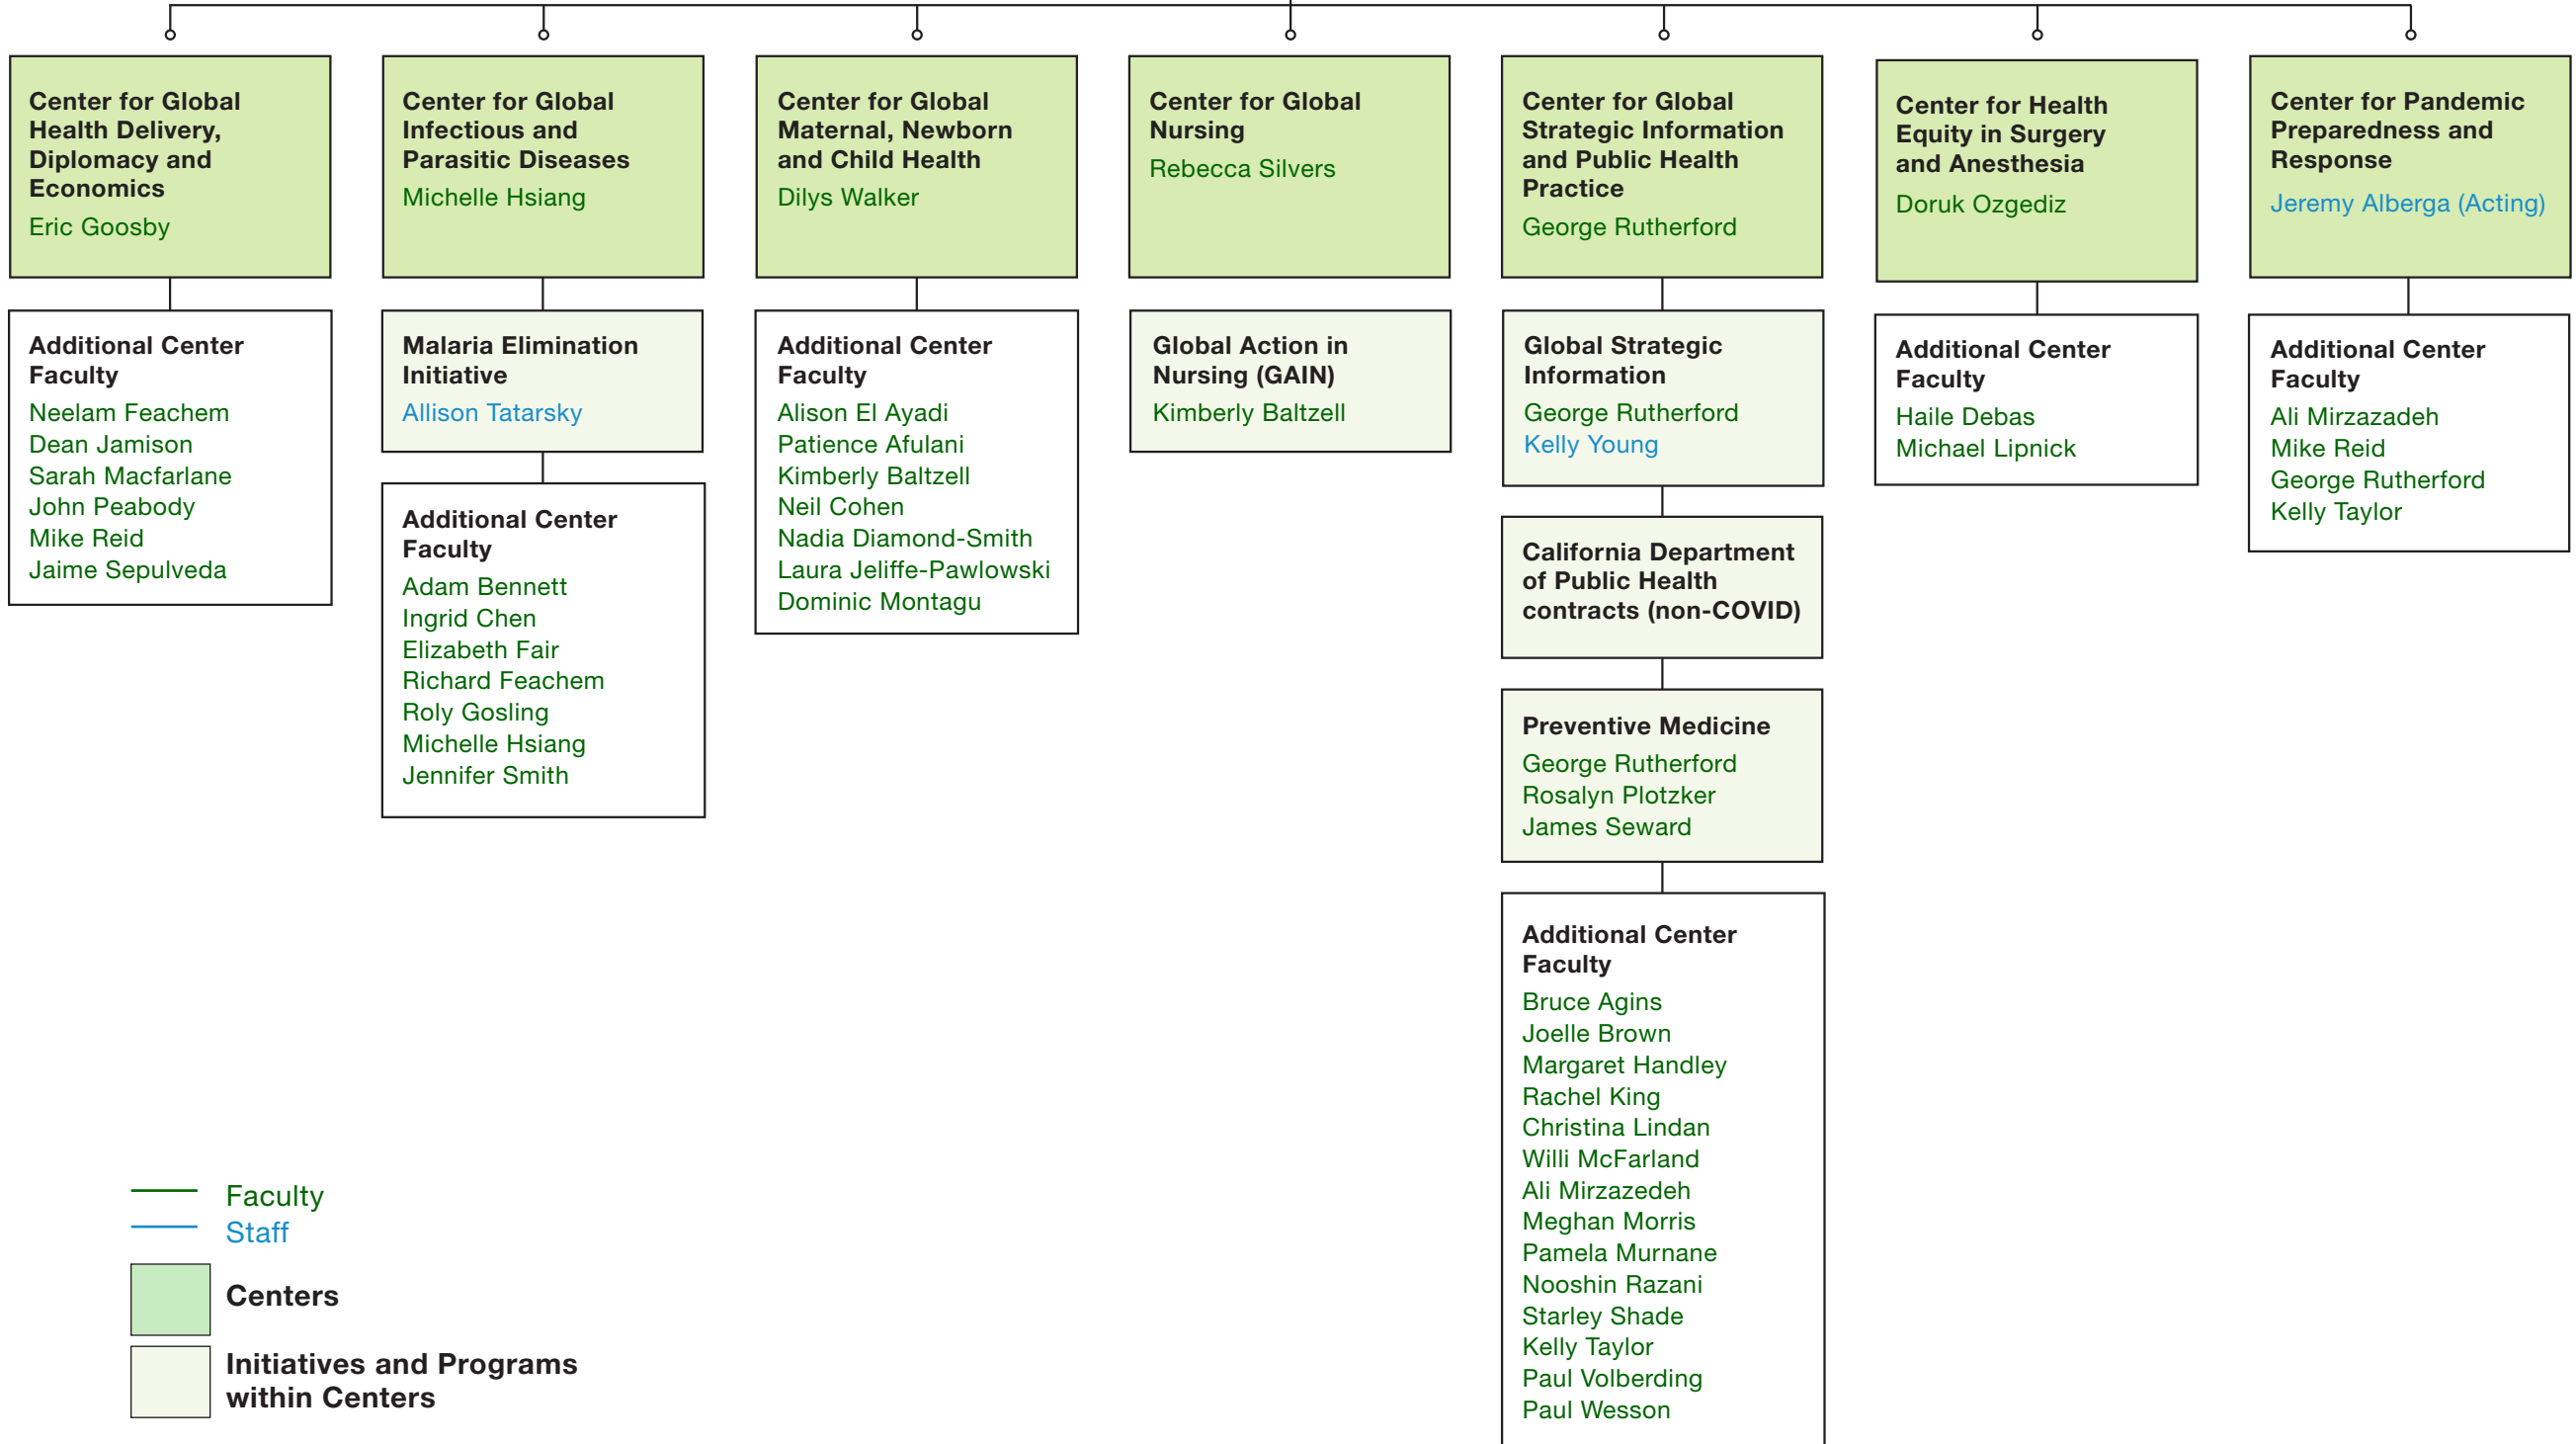 Center for Global
Health Delivery,
Diplomacy and
Economics
Eric Goosby
Additional Center
Faculty
Neelam Feachem
Dean Jamison
Sarah Macfarlane
John Peabody
Mike Reid
Jaime Sepulveda
Center for Global
Infectious and
Parasitic Diseases
Michelle Hsiang
Malaria Elimination
Initiative
Allison Tatarsky
Additional Center
Faculty
Adam Bennett
Ingrid Chen
Elizabeth Fair
Richard Feachem
Roly Gosling
Michelle Hsiang
Jennifer Smith
Center for Global
Maternal, Newborn
and Child Health
Dilys Walker
Additional Center
Faculty
Alison El Ayadi
Patience Afulani
Kimberly Baltzell
Neil Cohen
Nadia Diamond-Smith
Laura Jeliffe-Pawlowski
Dominic Montagu
Center for Global
Nursing
Rebecca Silvers
Global Action in
Nursing (GAIN)
Kimberly Baltzell
Center for Global
Strategic Information
and Public Health
Practice
George Rutherford
Global Strategic
Information
George Rutherford
Kelly Young
California Department
of Public Health
contracts (non-COVID)
Preventive Medicine
George Rutherford
Rosalyn Plotzker
James Seward
Additional Center
Faculty
Bruce Agins
Joelle Brown
Margaret Handley
Rachel King
Christina Lindan
Willi McFarland
Ali Mirzazedeh
Meghan Morris
Pamela Murnane
Nooshin Razani
Starley Shade
Kelly Taylor
Paul Volberding
Paul Wesson
Center for Health
Equity in Surgery
and Anesthesia
Doruk Ozgediz
Additional Center
Faculty
Haile Debas
Michael Lipnick
Center for Pandemic
Preparedness and
Response
Jeremy Alberga (Acting)
Additional Center
Faculty
Ali Mirzazadeh
Mike Reid
George Rutherford
Kelly Taylor
Faculty
Staff
Centers
Initiatives and Programs
within Centers